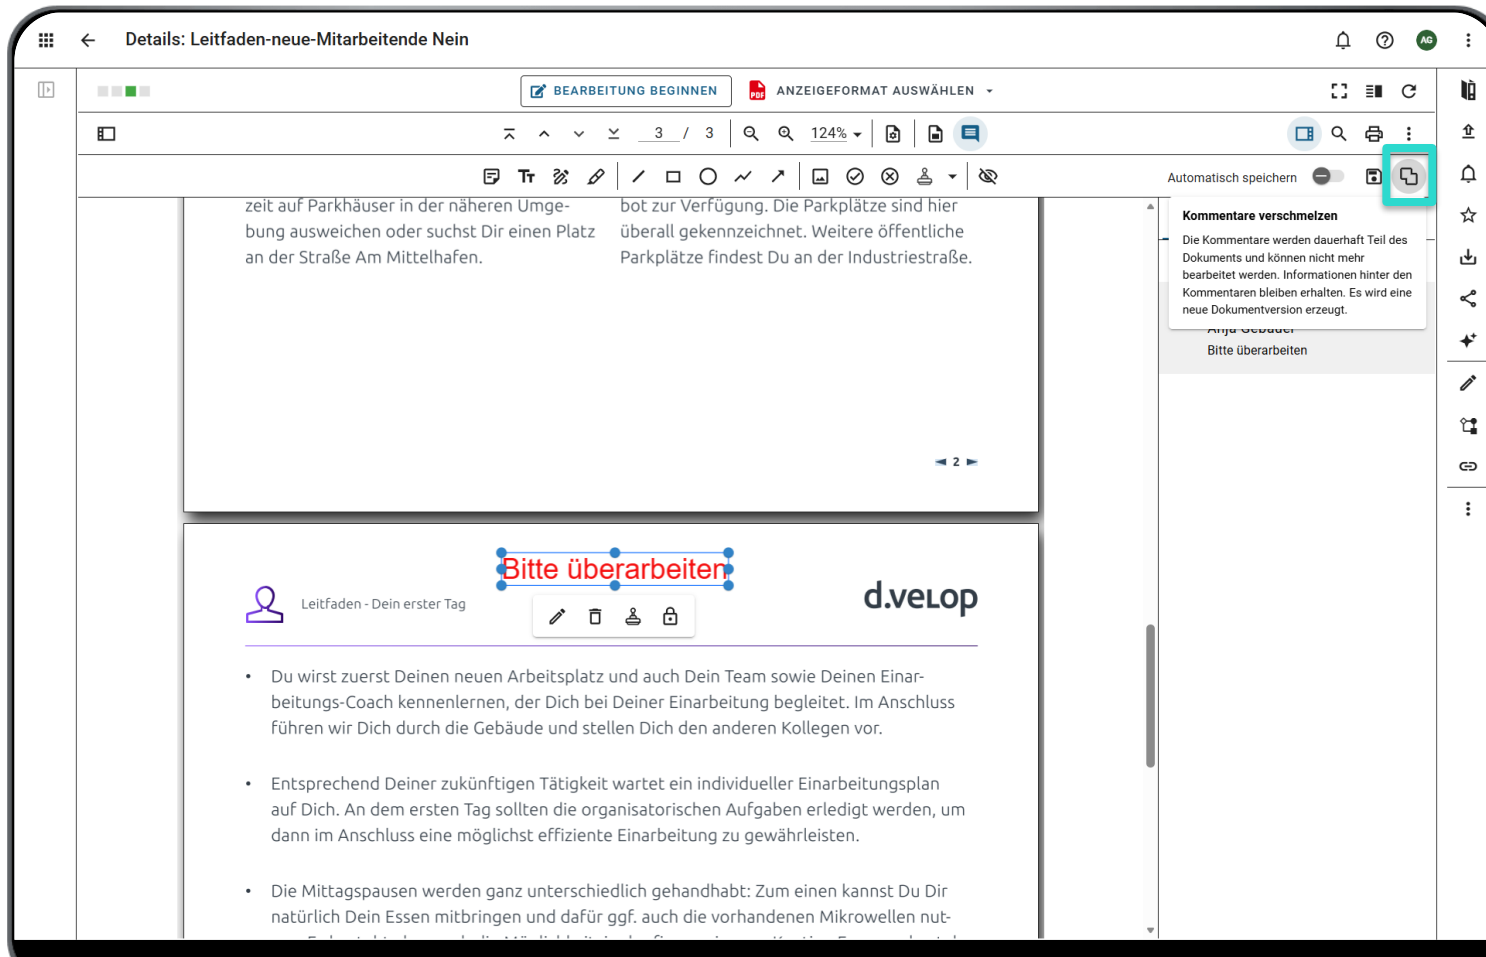 Details: Leitfaden-neue-Mitarbeitende Nein
AG
BEARBEITUNG BEGINNEN
PDF
ANZEIGEFORMAT AUSWÄHLEN
3 / 3
124%
Tт
Automatisch speichern
zeit auf Parkhäuser in der näheren Umge-
bung ausweichen oder suchst Dir einen Platz
an der Straße Am Mittelhafen.
bot zur Verfügung. Die Parkplätze sind hier
überall gekennzeichnet. Weitere öffentliche
Parkplätze findest Du an der Industriestraße.
Kommentare verschmelzen
Die Kommentare werden dauerhaft Teil des
Dokuments und können nicht mehr
bearbeitet werden. Informationen hinter den
Kommentaren bleiben erhalten. Es wird eine
neue Dokumentversion erzeugt.
Anja Gebauer
Bitte überarbeiten
2
Bitte überarbeiten
Leitfaden - Dein erster Tag
d.velop
• Du wirst zuerst Deinen neuen Arbeitsplatz und auch Dein Team sowie Deinen Einar-
beitungs-Coach kennenlernen, der Dich bei Deiner Einarbeitung begleitet. Im Anschluss
führen wir Dich durch die Gebäude und stellen Dich den anderen Kollegen vor.
• Entsprechend Deiner zukünftigen Tätigkeit wartet ein individueller Einarbeitungsplan
auf Dich. An dem ersten Tag sollten die organisatorischen Aufgaben erledigt werden, um
dann im Anschluss eine möglichst effiziente Einarbeitung zu gewährleisten.
• Die Mittagspausen werden ganz unterschiedlich gehandhabt: Zum einen kannst Du Dir
natürlich Dein Essen mitbringen und dafür ggf. auch die vorhandenen Mikrowellen nut-